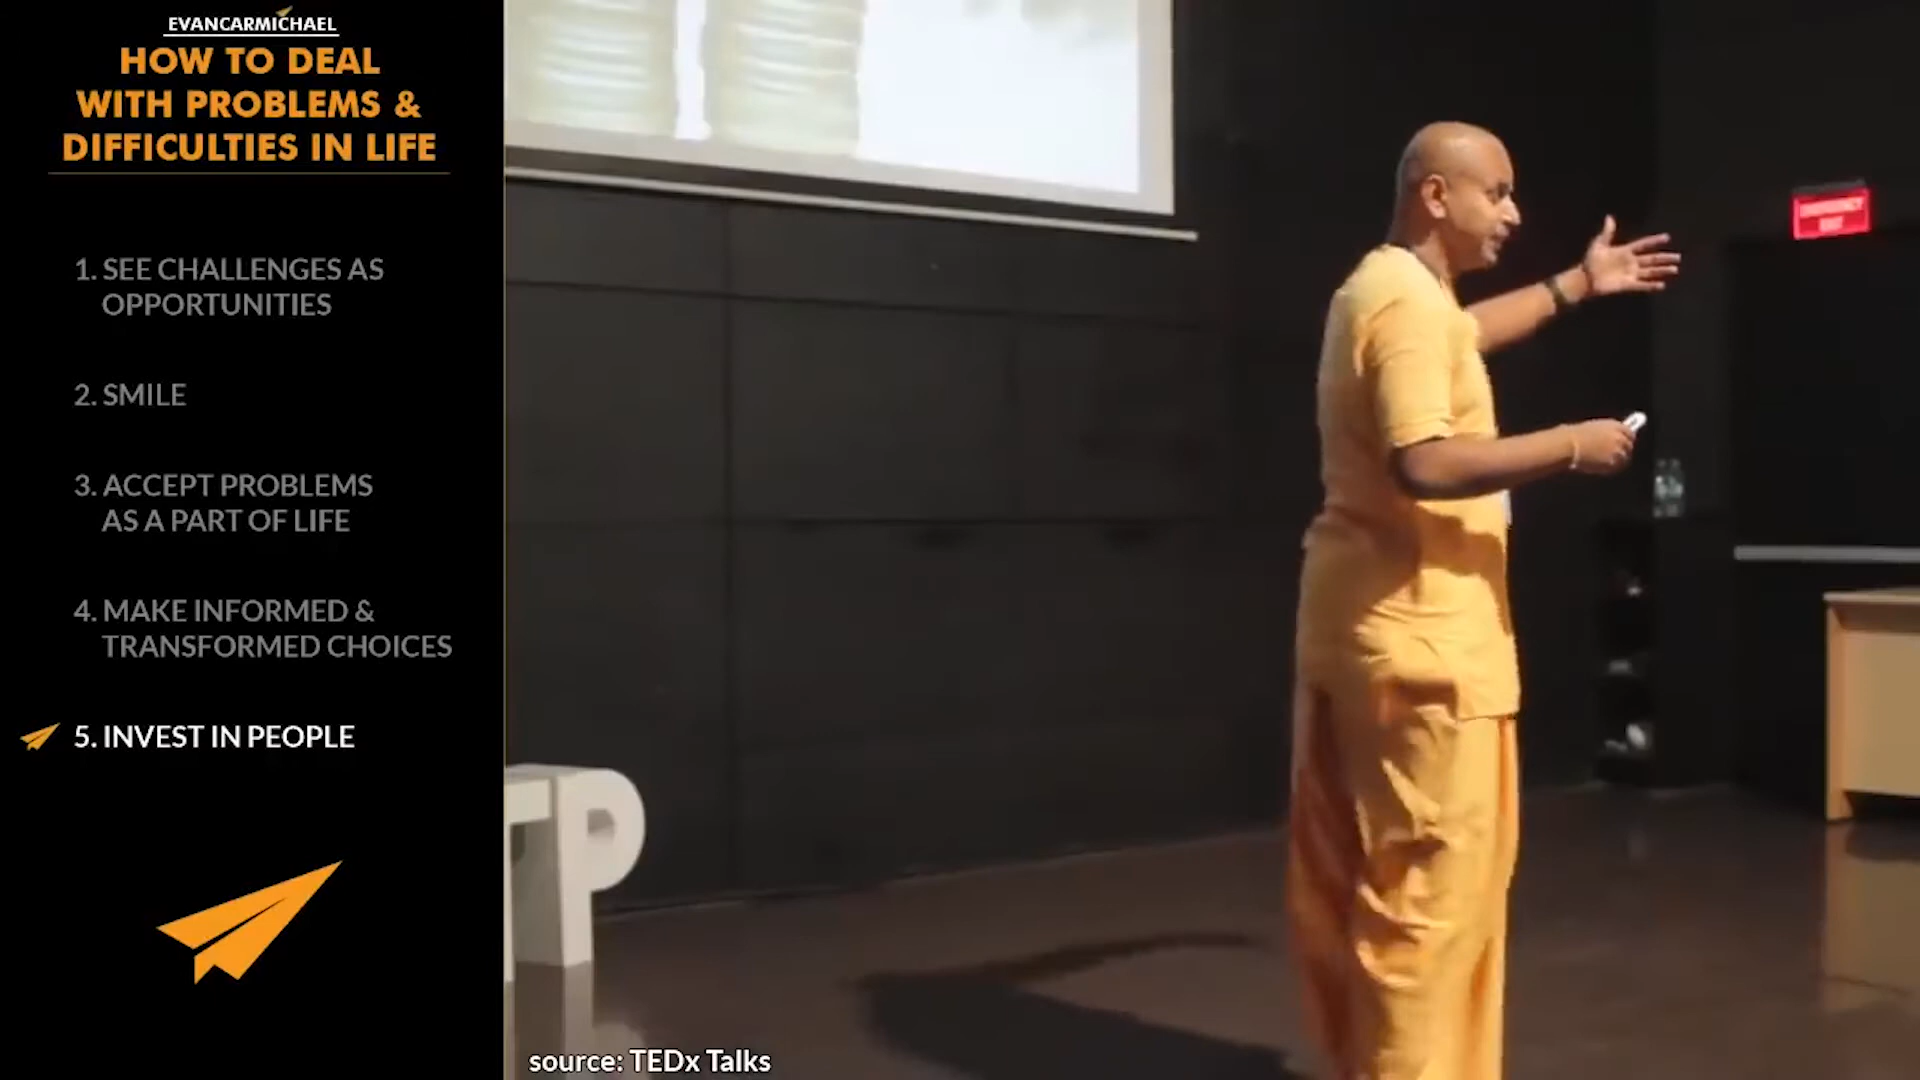 EVANCARMICHAEL
HOW TO DEAL
WITH PROBLEMS &
DIFFICULTIES IN LIFE
1. SEE CHALLENGES AS
OPPORTUNITIES
2. SMILE
3. ACCEPT PROBLEMS
AS A PART OF LIFE
4. MAKE INFORMED &
TRANSFORMED CHOICES
5. INVEST IN PEOPLE
P
EXIT
source: TEDx Talks